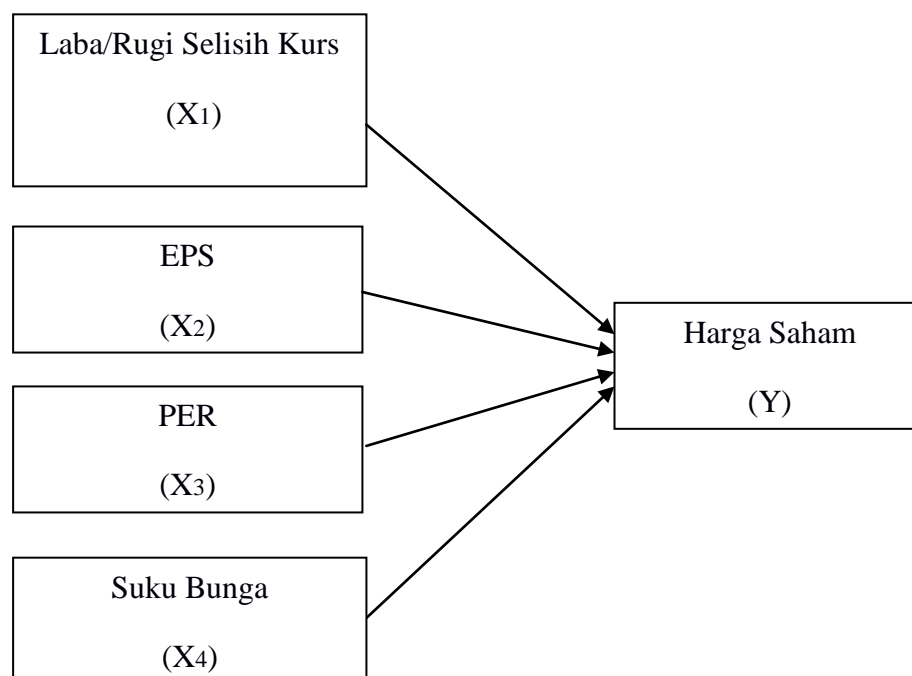 Laba/Rugi Selisih Kurs
(X1)
EPS
(X2)
PER
(X3)
Suku Bunga
(X4)
Harga Saham
(Y)